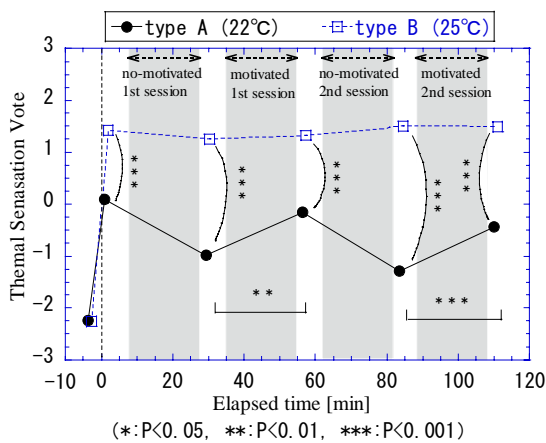 type A (22℃) type B (25℃)
3
2
1
0
-1
-2
-3
Themal Senasation Vote
no-motivated
1st session
motivated
1st session
no-motivated
2nd session
motivated
2nd session
***
***
***
***
***
**
***
-10 0 20 40 60 80 100 120
Elapsed time [min]
(*:P<0.05, **:P<0.01, ***:P<0.001)